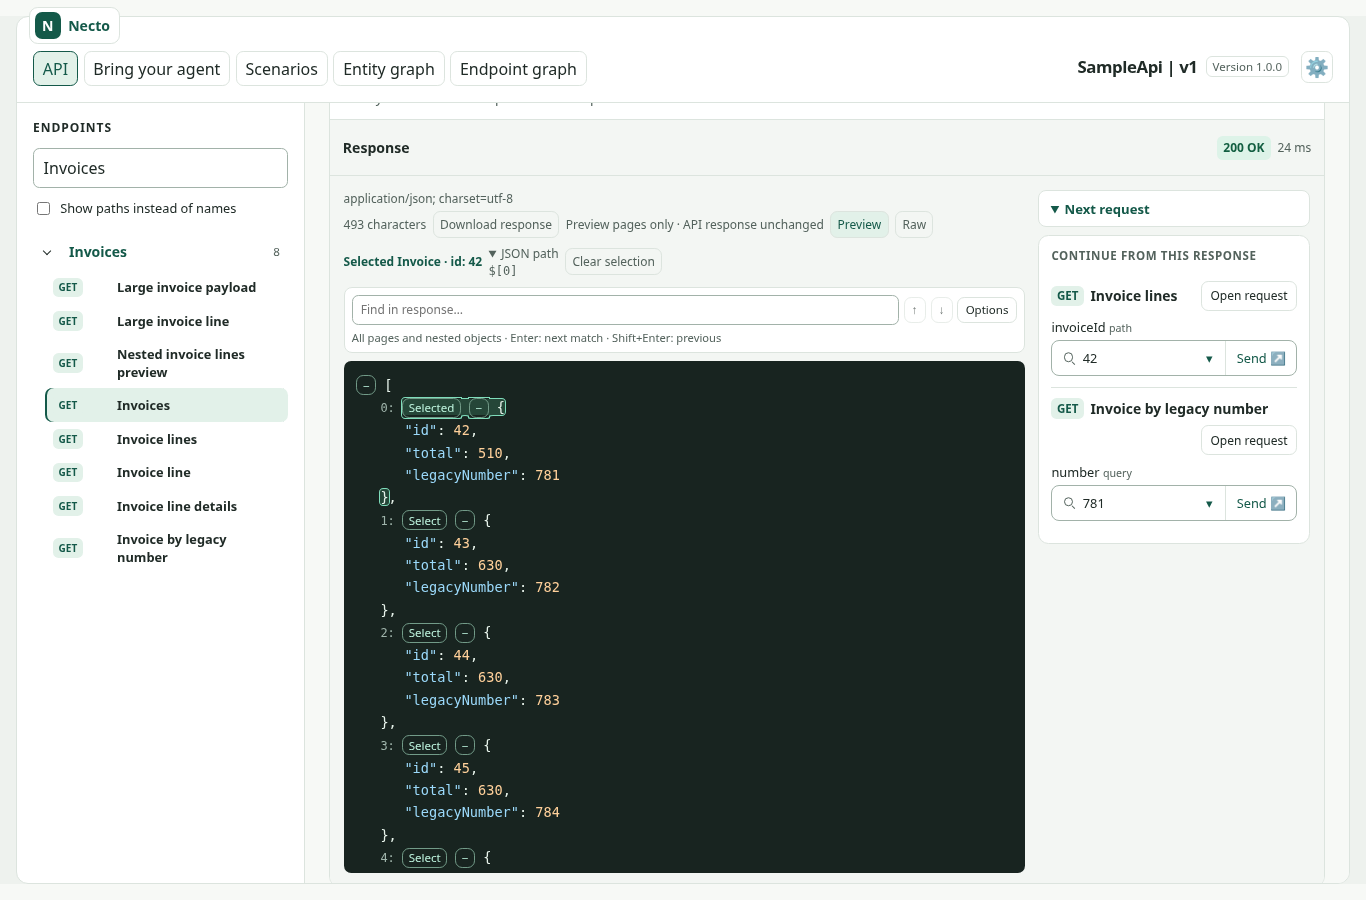 N Necto
API Bring your agent Scenarios Entity graph Endpoint graph
SampleApi | v1 Version 1.0.0
ENDPOINTS
Invoices
Show paths instead of names
Invoices 8
GET Large invoice payload
GET Large invoice line
GET Nested invoice lines
preview
GET Invoices
GET Invoice lines
GET Invoice line
GET Invoice line details
GET Invoice by legacy
number
Response 200 OK 24 ms
application/json; charset=utf-8
493 characters Download response Preview pages only · API response unchanged Preview Raw
Selected Invoice · id: 42 ▼ JSON path Clear selection
$[0]
Find in response... ↑ ↓ Options
All pages and nested objects · Enter: next match · Shift+Enter: previous
− [
0: Selected − {
"id": 42,
"total": 510,
"legacyNumber": 781
},
1: Select − {
"id": 43,
"total": 630,
"legacyNumber": 782
},
2: Select − {
"id": 44,
"total": 630,
"legacyNumber": 783
},
3: Select − {
"id": 45,
"total": 630,
"legacyNumber": 784
},
4: Select − {
▼ Next request
CONTINUE FROM THIS RESPONSE
GET Invoice lines Open request
invoiceId path
42 ▼ Send ↗
GET Invoice by legacy number
Open request
number query
781 ▼ Send ↗